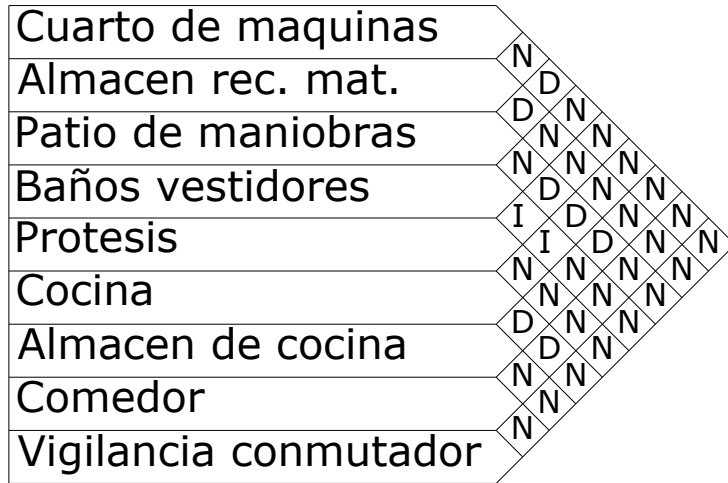 Cuarto de maquinas
N
Almacen rec. mat. D
D N
Patio de maniobras N N
N N N
Baños vestidores D N N
I D N N
Protesis I D N N
N N N N
Cocina N N N
D N N
Almacen de cocina D N
N N
Comedor N
N
Vigilancia conmutador